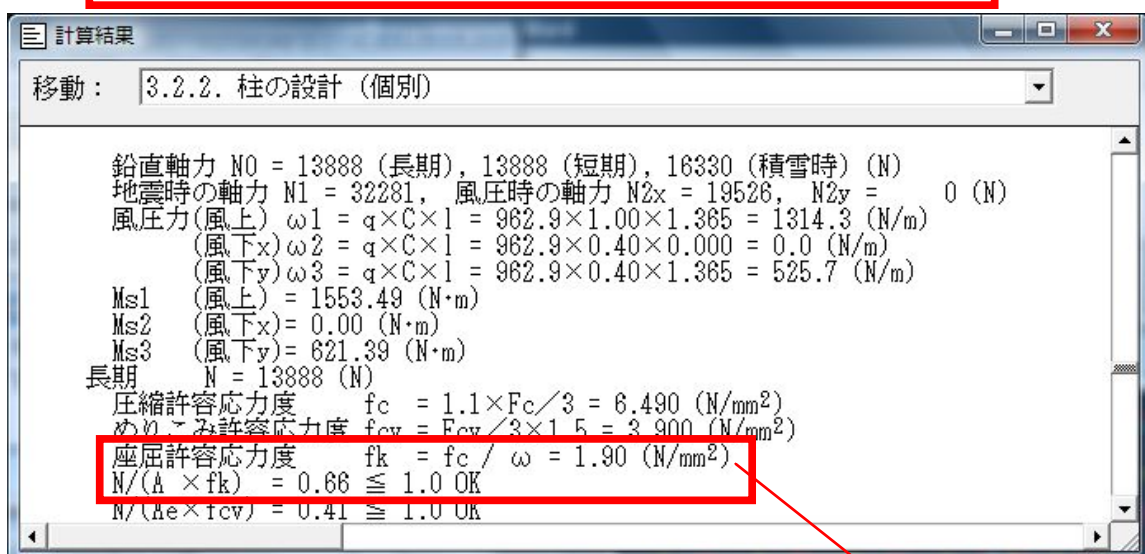 計算結果
移動： 3.2.2. 柱の設計 (個別)
鉛直軸力 N0 = 13888 (長期), 13888 (短期), 16330 (積雪時) (N)
地震時の軸力 N1 = 32281, 風圧時の軸力 N2x = 19526, N2y = 0 (N)
風圧力(風上) ω1 = q×C×l = 962.9×1.00×1.365 = 1314.3 (N/m)
(風下x)ω2 = q×C×l = 962.9×0.40×0.000 = 0.0 (N/m)
(風下y)ω3 = q×C×l = 962.9×0.40×1.365 = 525.7 (N/m)
Ms1 (風上) = 1553.49 (N・m)
Ms2 (風下x)= 0.00 (N・m)
Ms3 (風下y)= 621.39 (N・m)
長期 N = 13888 (N)
圧縮許容応力度 fc = 1.1×Fc／3 = 6.490 (N/mm²)
めりこみ許容応力度 fcv = Fcv／3×1.5 = 3.900 (N/mm²)
座屈許容応力度 fk = fc / ω = 1.90 (N/mm²)
N/(A ×fk) = 0.66 ≦ 1.0 OK
N/(Ae×fcv) = 0.41 ≦ 1.0 OK